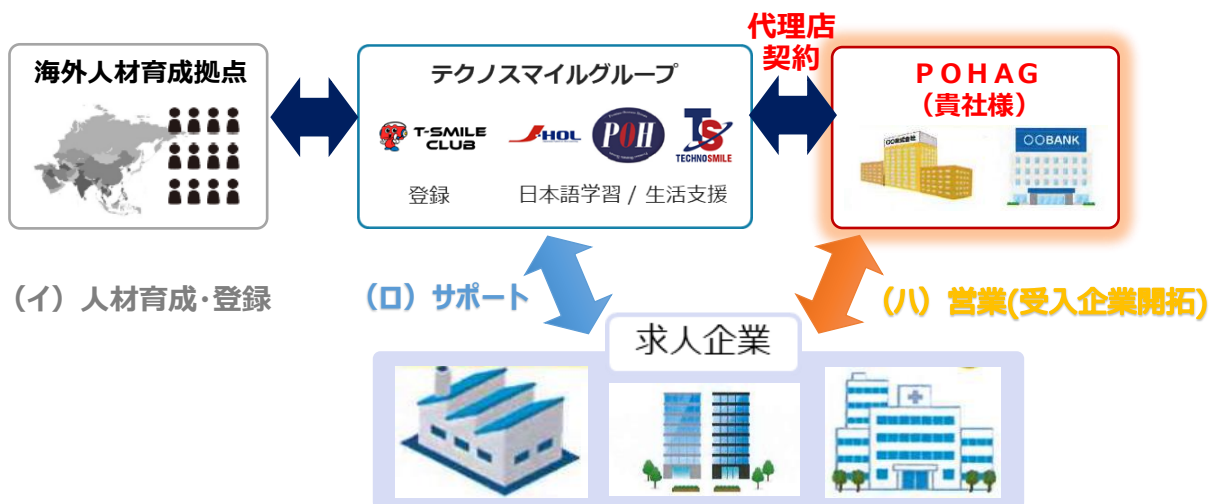 代理店
契約
海外人材育成拠点
テクノスマイルグループ
POHAG
(貴社様)
T-SMILE
CLUB
J-HOL
POH
TS
TECHNOSMILE
〇〇株式会社
〇〇BANK
登録
日本語学習 / 生活支援
(イ) 人材育成・登録
(ロ) サポート
(ハ) 営業(受入企業開拓)
求人企業